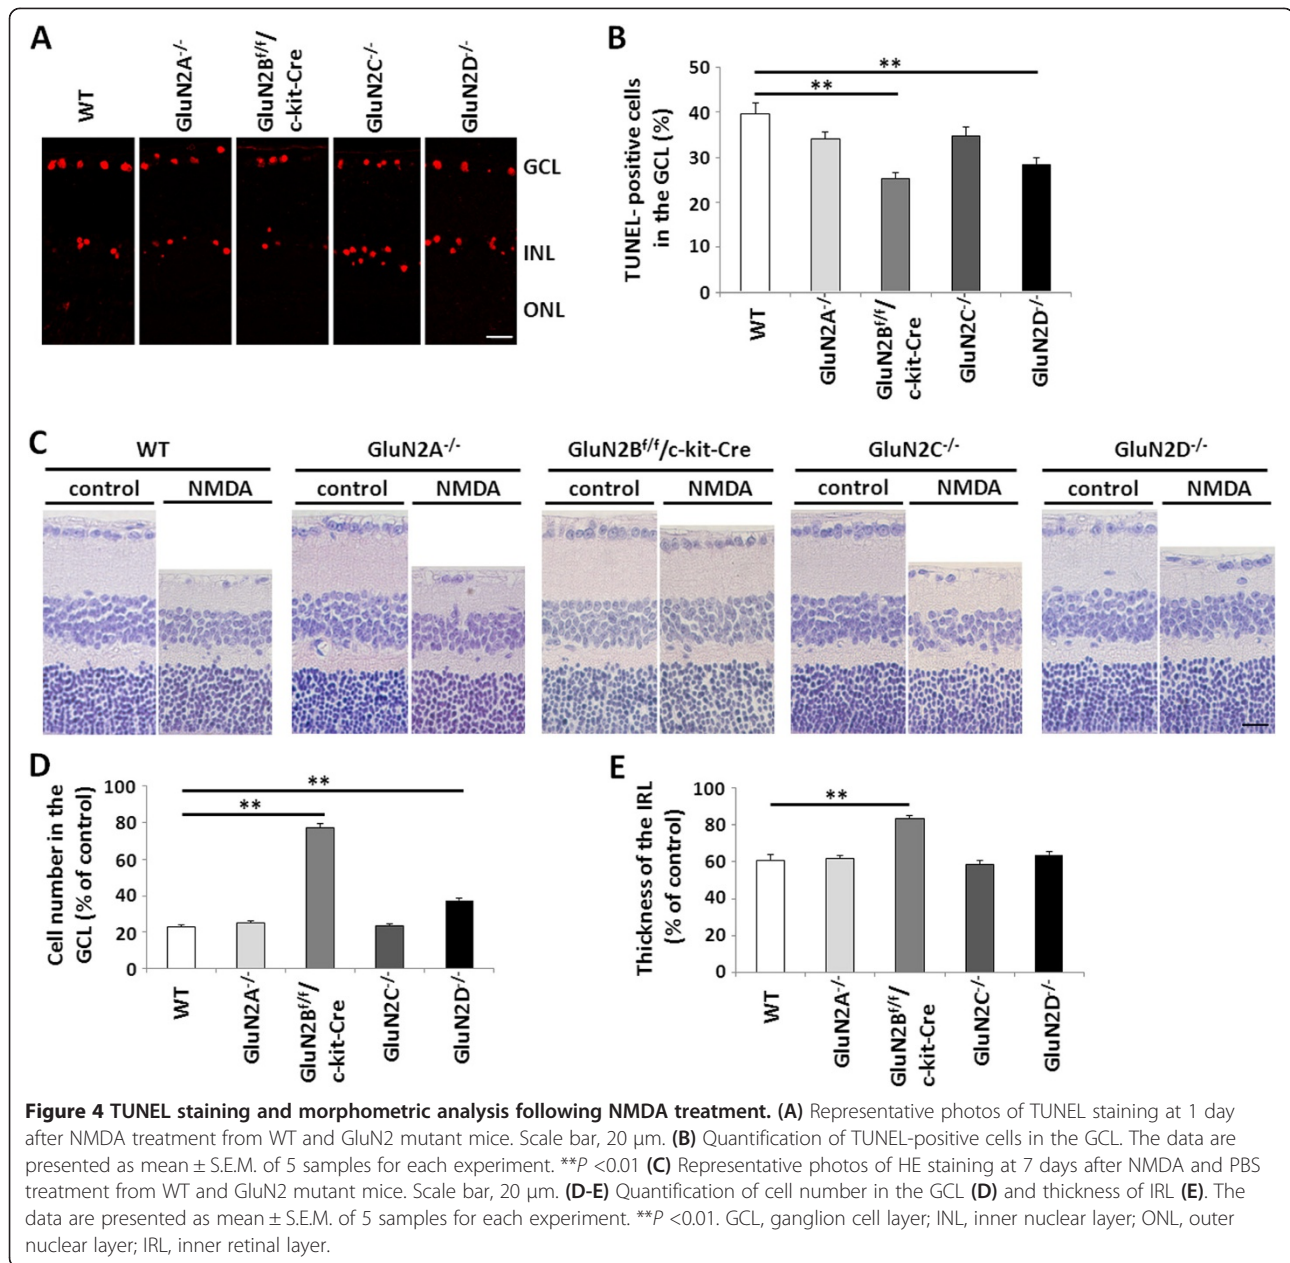 A
WT
GluN2A-/-
GluN2Bf/f/
c-kit-Cre
GluN2C-/-
GluN2D-/-
GCL
INL
ONL
B
**
**
TUNEL- positive cells
in the GCL (%)
50
40
30
20
10
0
WT
GluN2A-/-
GluN2Bf/f/
c-kit-Cre
GluN2C-/-
GluN2D-/-
C
WT
GluN2A-/-
GluN2Bf/f/c-kit-Cre
GluN2C-/-
GluN2D-/-
control NMDA control NMDA control NMDA control NMDA control NMDA
D
**
**
Cell number in the
GCL (% of control)
100
80
60
40
20
0
WT
GluN2A-/-
GluN2Bf/f/
c-kit-Cre
GluN2C-/-
GluN2D-/-
E
**
Thickness of the IRL
(% of control)
100
80
60
40
20
0
WT
GluN2A-/-
GluN2Bf/f/
c-kit-Cre
GluN2C-/-
GluN2D-/-
Figure 4 TUNEL staining and morphometric analysis following NMDA treatment. (A) Representative photos of TUNEL staining at 1 day
after NMDA treatment from WT and GluN2 mutant mice. Scale bar, 20 μm. (B) Quantification of TUNEL-positive cells in the GCL. The data are
presented as mean ± S.E.M. of 5 samples for each experiment. **P <0.01 (C) Representative photos of HE staining at 7 days after NMDA and PBS
treatment from WT and GluN2 mutant mice. Scale bar, 20 μm. (D-E) Quantification of cell number in the GCL (D) and thickness of IRL (E). The
data are presented as mean ± S.E.M. of 5 samples for each experiment. **P <0.01. GCL, ganglion cell layer; INL, inner nuclear layer; ONL, outer
nuclear layer; IRL, inner retinal layer.